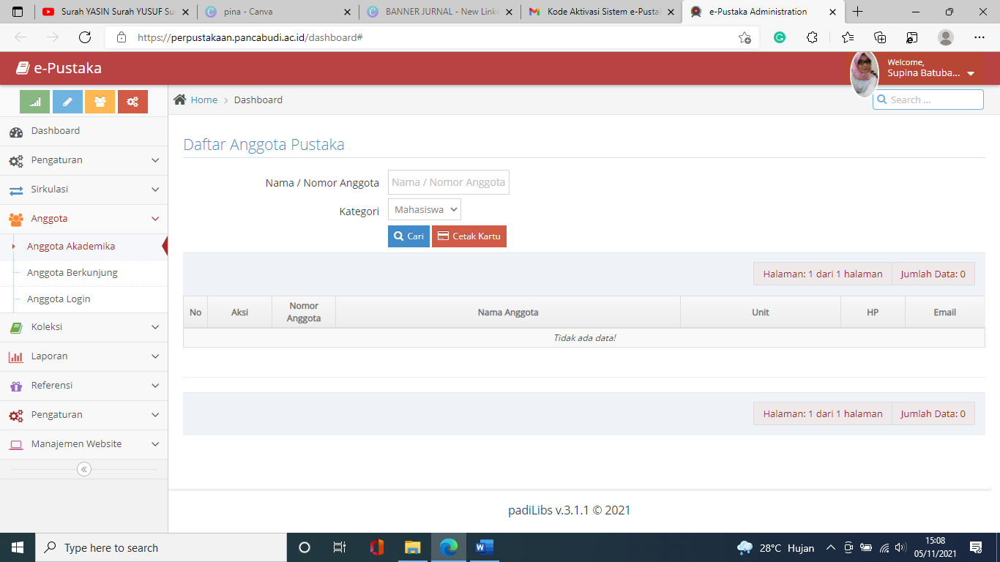 Surah YASIN Surah YUSUF Su
pina - Canva
BANNER JURNAL - New Linke
Kode Aktivasi Sistem e-Pustak
e-Pustaka Administration
https://perpustakaan.pancabudi.ac.id/dashboard#
e-Pustaka
Welcome,
Supina Batuba...
Home > Dashboard
Search ...
Dashboard
Pengaturan
Sirkulasi
Anggota
Anggota Akademika
Anggota Berkunjung
Anggota Login
Koleksi
Laporan
Referensi
Pengaturan
Manajemen Website
Daftar Anggota Pustaka
Nama / Nomor Anggota Nama / Nomor Anggota
Kategori Mahasiswa
Cari Cetak Kartu
Halaman: 1 dari 1 halaman Jumlah Data: 0
No Aksi Nomor Anggota Nama Anggota Unit HP Email
Tidak ada data!
Halaman: 1 dari 1 halaman Jumlah Data: 0
padiLibs v.3.1.1 © 2021
Type here to search
28°C Hujan
15:08
05/11/2021